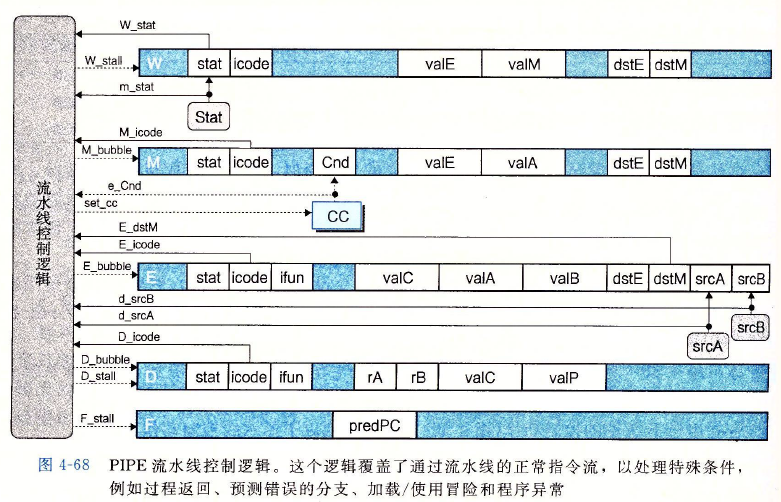 W_stat
W_stall
W stat icode valE valM dstE dstM
m_stat
Stat
M_icode
M_bubble
M stat icode Cnd valE valA dstE dstM
e_Cnd
set_cc
CC
流水线控制逻辑
E_dstM
E_icode
E_bubble
E stat icode ifun valC valA valB dstE dstM srcA srcB
d_srcB
d_srcA
srcB
srcA
D_icode
D_bubble
D_stall
D stat icode ifun rA rB valC valP
F_stall
F predPC
图 4-68 PIPE 流水线控制逻辑。这个逻辑覆盖了通过流水线的正常指令流，以处理特殊条件，
例如过程返回、预测错误的分支、加载/使用冒险和程序异常